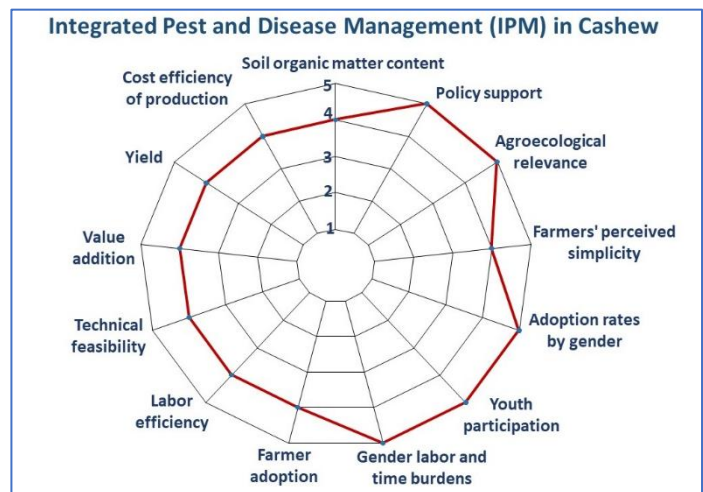 Integrated Pest and Disease Management (IPM) in Cashew
Soil organic matter content
Policy support
Agroecological
relevance
Farmers' perceived
simplicity
Adoption rates
by gender
Youth
participation
Gender labor and
time burdens
Farmer
adoption
Labor
efficiency
Technical
feasibility
Value
addition
Yield
Cost efficiency
of production
5
4
3
2
1